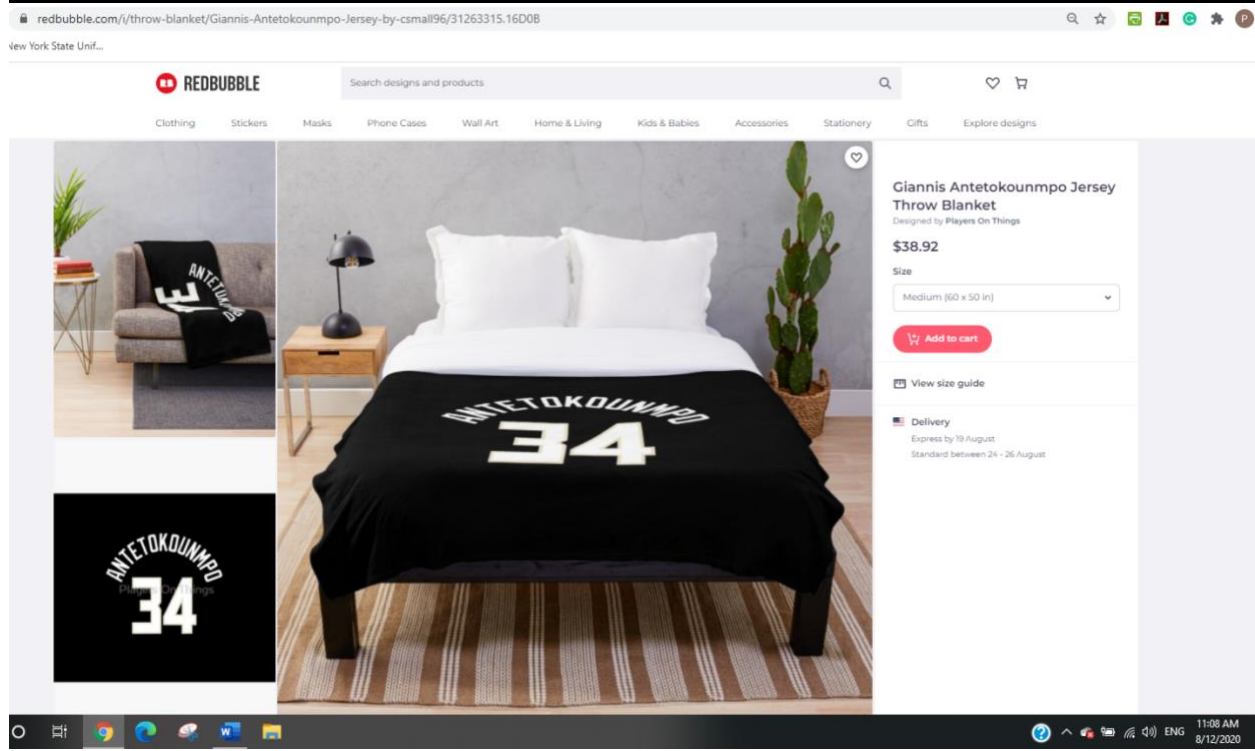 redbubble.com/i/throw-blanket/Giannis-Antetokounmpo-Jersey-by-csmall96/31263315.16D0B
New York State Unif...
REDBUBBLE
Search designs and products
Clothing Stickers Masks Phone Cases Wall Art Home & Living Kids & Babies Accessories Stationery Gifts Explore designs
Giannis Antetokounmpo Jersey
Throw Blanket
Designed by Players On Things
$38.92
Size
Medium (60 x 50 in)
Add to cart
View size guide
Delivery
Express by 19 August
Standard between 24 - 26 August
ANTETOKOUNMPO
34
ANTETOKOUNMPO
34
Players On Things
P
W
ENG
11:08 AM
8/12/2020